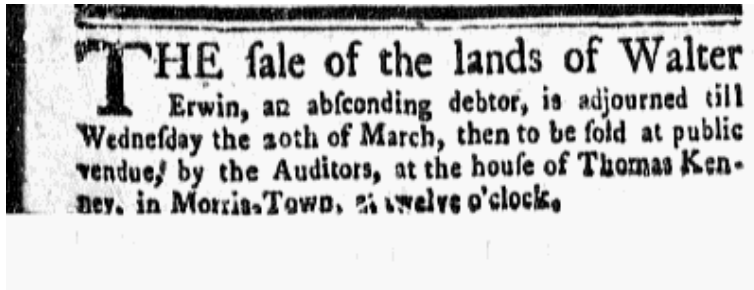 THE ſale of the lands of Walter
Erwin, an abſconding debtor, is adjourned till
Wedneſday the 20th of March, then to be ſold at public
vendue, by the Auditors, at the houſe of Thomas Ken-
ney, in Morris-Town, at twelve o'clock.